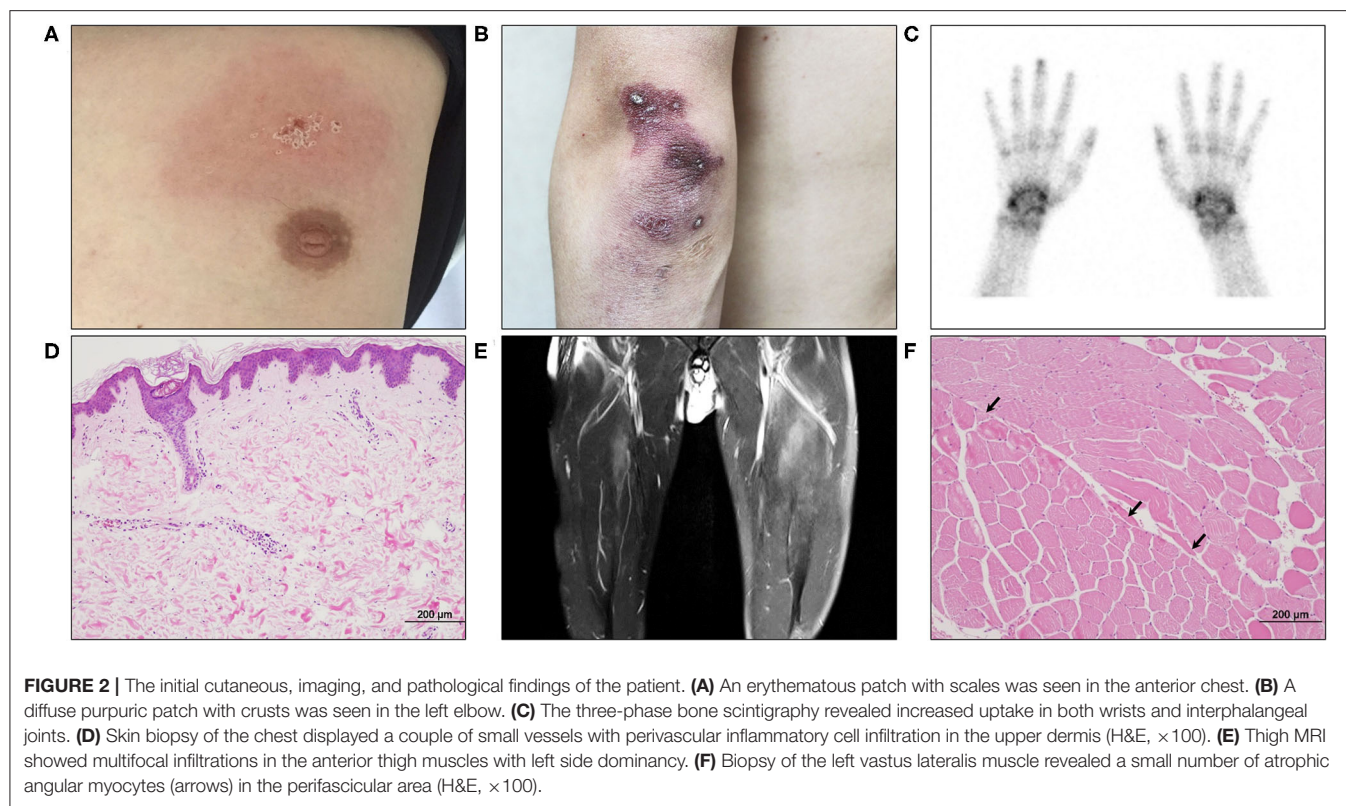 A
B
C
D
200 µm
E
F
200 µm
FIGURE 2 | The initial cutaneous, imaging, and pathological findings of the patient. (A) An erythematous patch with scales was seen in the anterior chest. (B) A
diffuse purpuric patch with crusts was seen in the left elbow. (C) The three-phase bone scintigraphy revealed increased uptake in both wrists and interphalangeal
joints. (D) Skin biopsy of the chest displayed a couple of small vessels with perivascular inflammatory cell infiltration in the upper dermis (H&E, ×100). (E) Thigh MRI
showed multifocal infiltrations in the anterior thigh muscles with left side dominancy. (F) Biopsy of the left vastus lateralis muscle revealed a small number of atrophic
angular myocytes (arrows) in the perifascicular area (H&E, ×100).